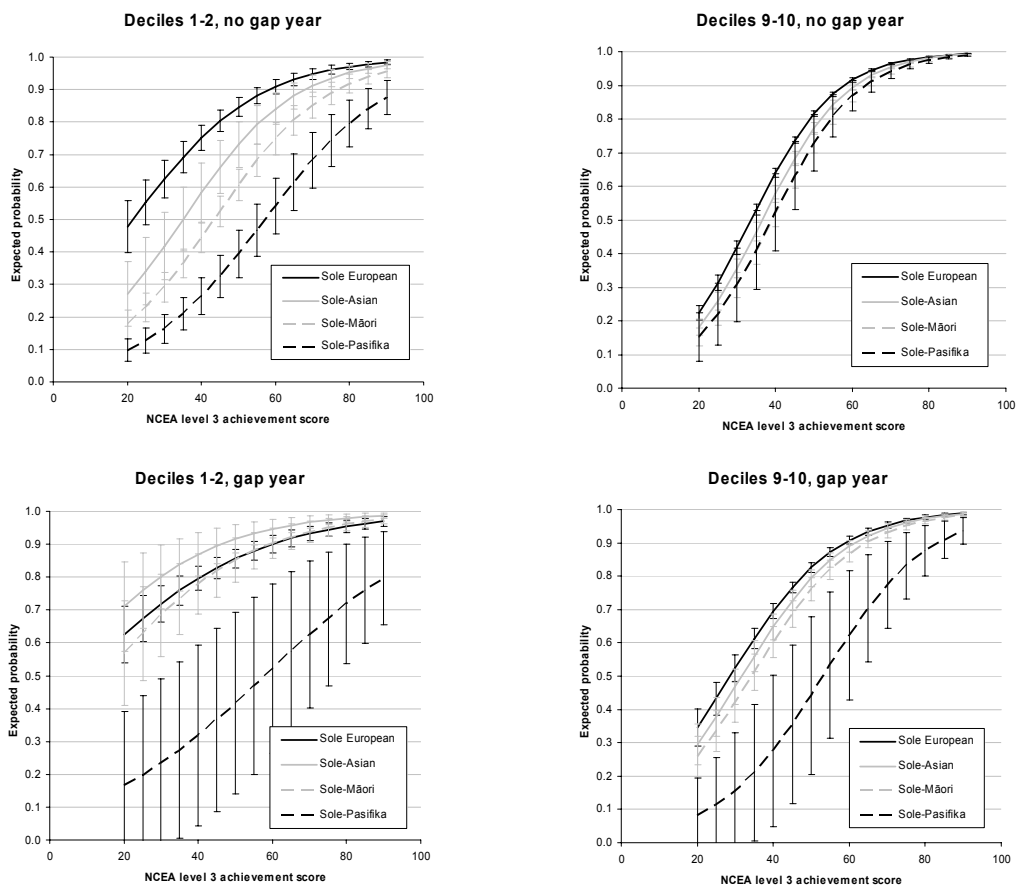 Deciles 1-2, no gap year
Expected probability
1.0
0.9
0.8
0.7
0.6
0.5
0.4
0.3
0.2
0.1
0.0
0 20 40 60 80 100
NCEA level 3 achievement score
Sole European
Sole-Asian
Sole-Māori
Sole-Pasifika
Deciles 9-10, no gap year
Expected probability
1.0
0.9
0.8
0.7
0.6
0.5
0.4
0.3
0.2
0.1
0.0
0 20 40 60 80 100
NCEA level 3 achievement score
Sole European
Sole-Asian
Sole-Māori
Sole-Pasifika
Deciles 1-2, gap year
Expected probability
1.0
0.9
0.8
0.7
0.6
0.5
0.4
0.3
0.2
0.1
0.0
0 20 40 60 80 100
NCEA level 3 achievement score
Sole European
Sole-Asian
Sole-Māori
Sole-Pasifika
Deciles 9-10, gap year
Expected probability
1.0
0.9
0.8
0.7
0.6
0.5
0.4
0.3
0.2
0.1
0.0
0 20 40 60 80 100
NCEA level 3 achievement score
Sole European
Sole-Asian
Sole-Māori
Sole-Pasifika